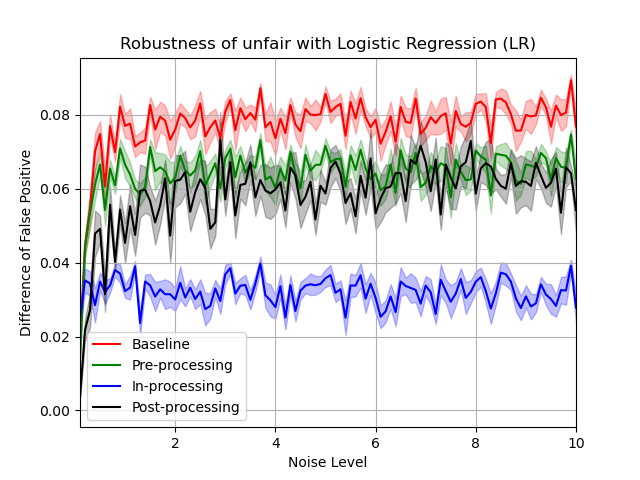 Robustness of unfair with Logistic Regression (LR)
Difference of False Positive
0.08
0.06
0.04
0.02
0.00
Baseline
Pre-processing
In-processing
Post-processing
2 4 6 8 10
Noise Level